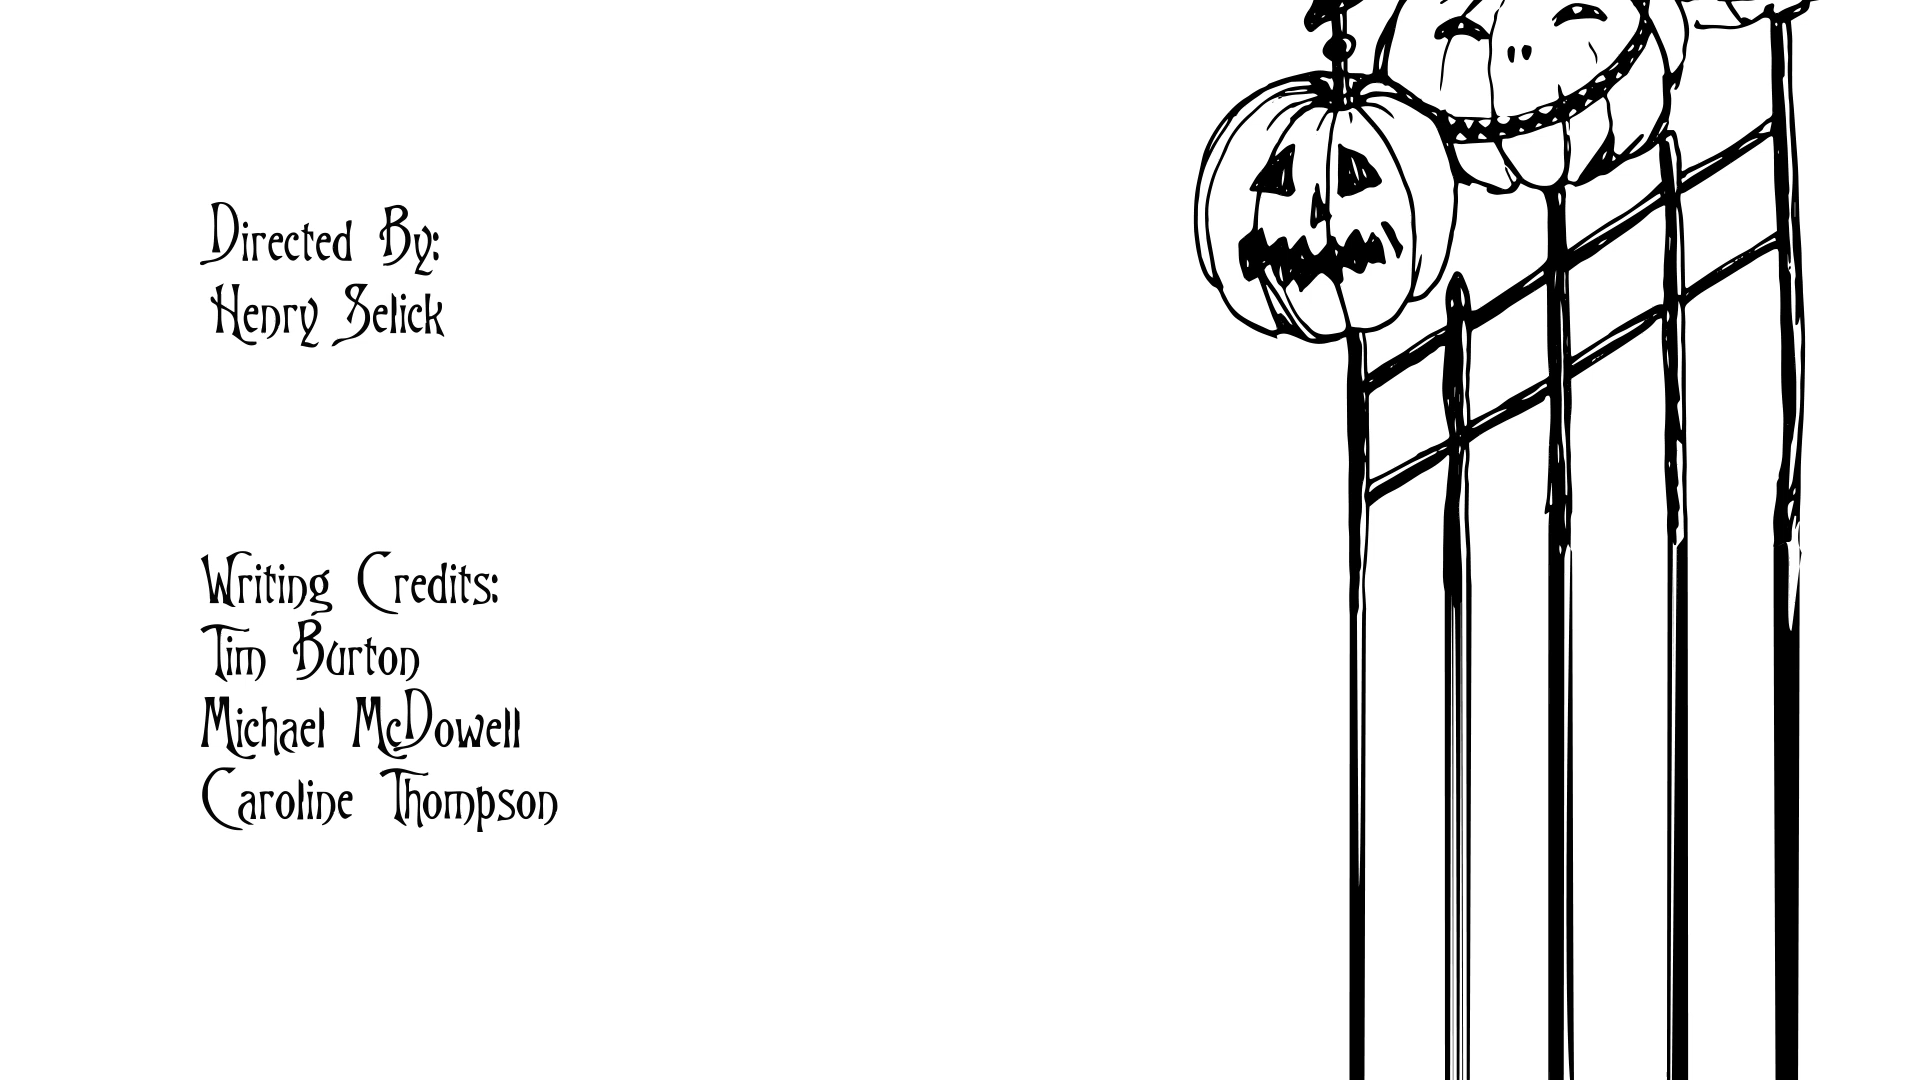 Directed By:
Henry Selick
Writing Credits:
Tim Burton
Michael McDowell
Caroline Thompson